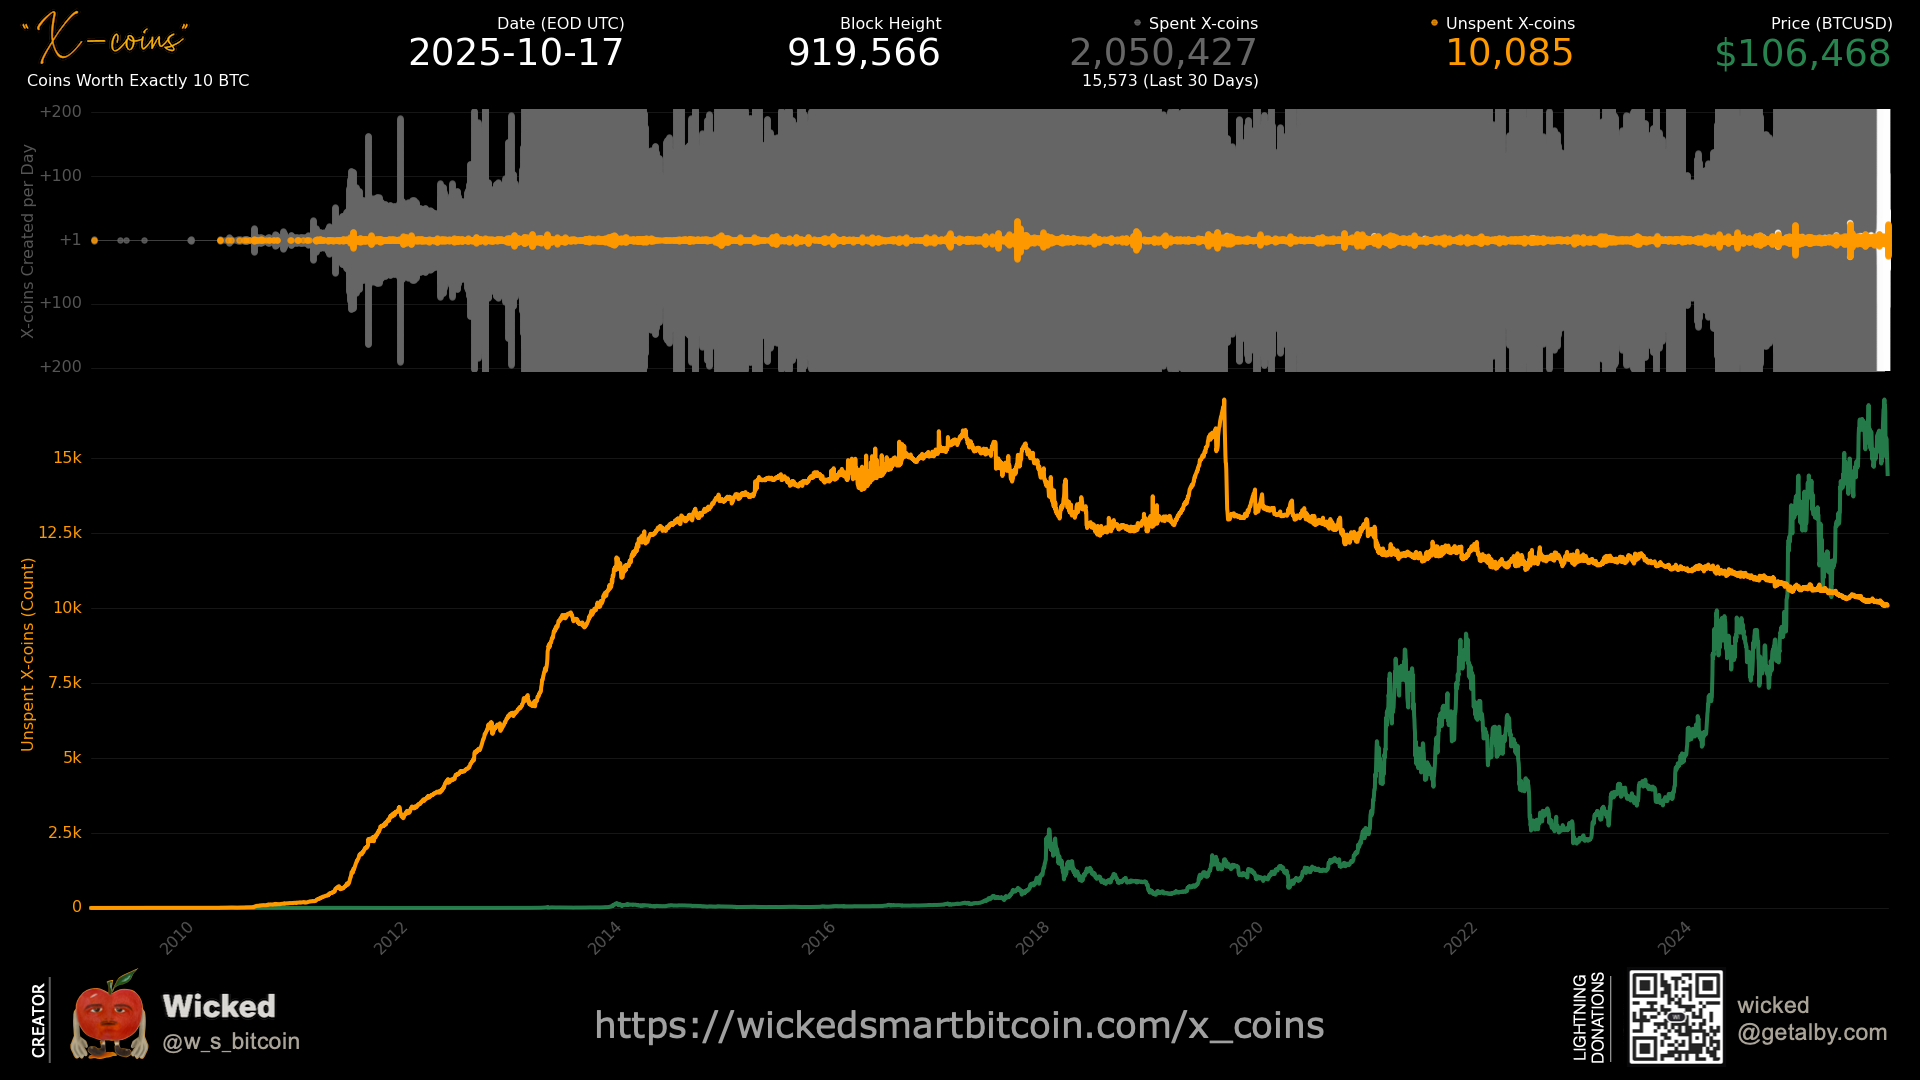 “X-coins”
Coins Worth Exactly 10 BTC
Date (EOD UTC)
2025-10-17
Block Height
919,566
Spent X-coins
2,050,427
15,573 (Last 30 Days)
Unspent X-coins
10,085
Price (BTCUSD)
$106,468
X-coins Created per Day
+200
+100
+1
+100
+200
Unspent X-coins (Count)
15k
12.5k
10k
7.5k
5k
2.5k
0
2010
2012
2014
2016
2018
2020
2022
2024
CREATOR
Wicked
@w_s_bitcoin
https://wickedsmartbitcoin.com/x_coins
LIGHTNING
DONATIONS
wicked
@getalby.com